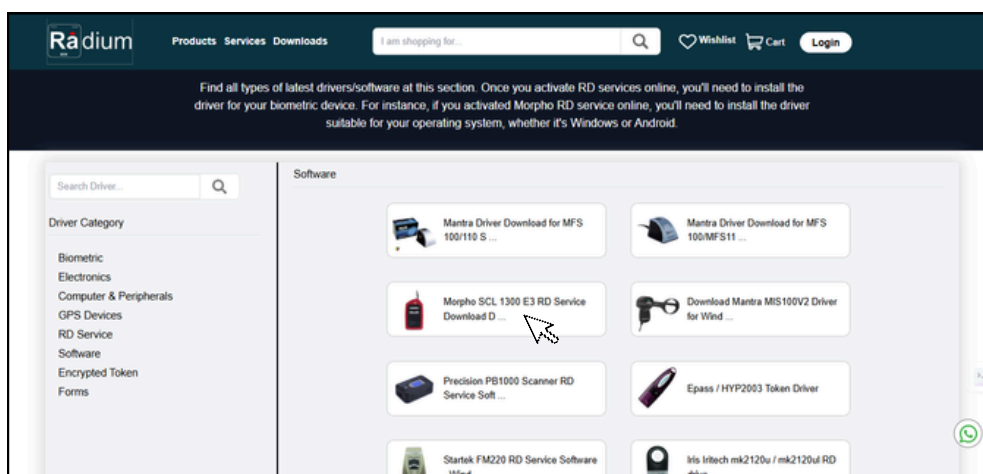 Radium
Products Services Downloads
I am shopping for...
Wishlist
Cart
Login
Find all types of latest drivers/software at this section. Once you activate RD services online, you'll need to install the
driver for your biometric device. For instance, if you activated Morpho RD service online, you'll need to install the driver
suitable for your operating system, whether it's Windows or Android.
Search Driver...
Driver Category
Biometric
Electronics
Computer & Peripherals
GPS Devices
RD Service
Software
Encrypted Token
Forms
Software
Mantra Driver Download for MFS
100/110 S ...
Mantra Driver Download for MFS
100/MFS11 ...
Morpho SCL 1300 E3 RD Service
Download D ...
Download Mantra MIS100V2 Driver
for Wind ...
Precision PB1000 Scanner RD
Service Soft ...
Epass / HYP2003 Token Driver
Startek FM220 RD Service Software
Iris Iritech mk2120u / mk2120ul RD